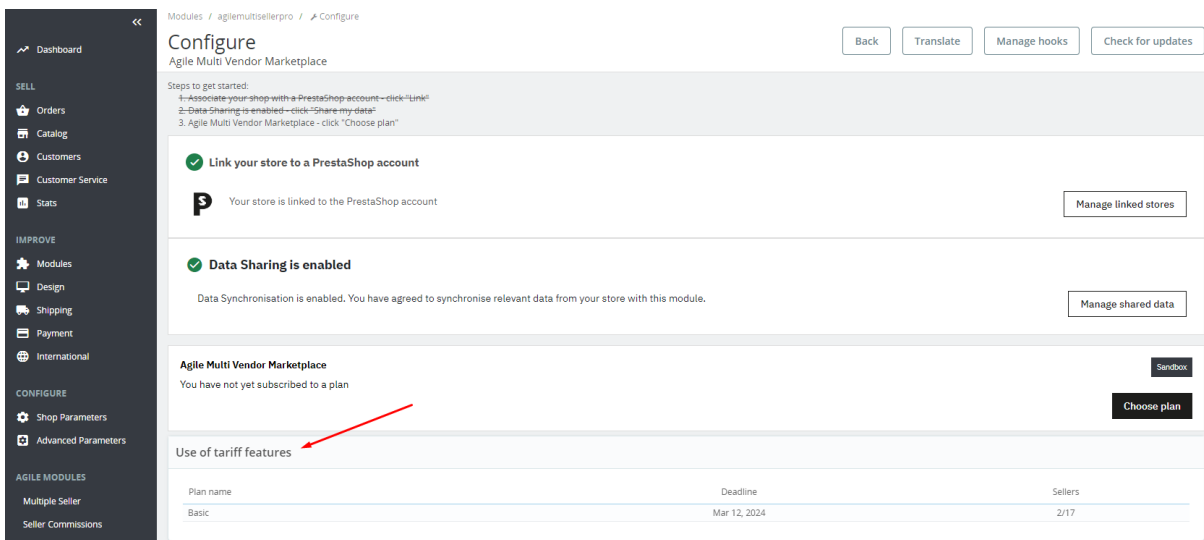 Modules / agilemultisellerpro / Configure
Configure
Agile Multi Vendor Marketplace
Back
Translate
Manage hooks
Check for updates
Dashboard
SELL
Orders
Catalog
Customers
Customer Service
Stats
IMPROVE
Modules
Design
Shipping
Payment
International
CONFIGURE
Shop Parameters
Advanced Parameters
AGILE MODULES
Multiple Seller
Seller Commissions
Steps to get started:
1. Associate your shop with a PrestaShop account - click "Link"
2. Data Sharing is enabled - click "Share my data"
3. Agile Multi Vendor Marketplace - click "Choose plan"
Link your store to a PrestaShop account
Your store is linked to the PrestaShop account
Manage linked stores
Data Sharing is enabled
Data Synchronisation is enabled. You have agreed to synchronise relevant data from your store with this module.
Manage shared data
Agile Multi Vendor Marketplace
Sandbox
You have not yet subscribed to a plan
Choose plan
Use of tariff features
Plan name Deadline Sellers
Basic Mar 12, 2024 2/17